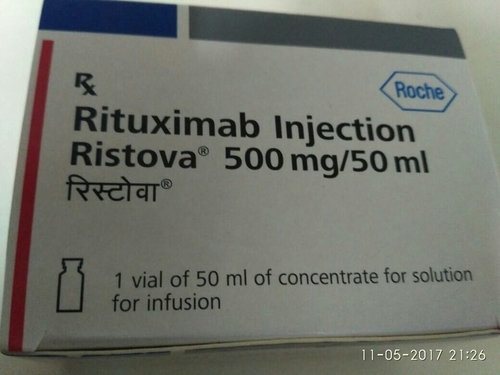 Rx
Roche
Rituximab Injection
Ristova® 500 mg/50 ml
रिस्टोवा®
1 vial of 50 ml of concentrate for solution
for infusion
11-05-2017 21:26